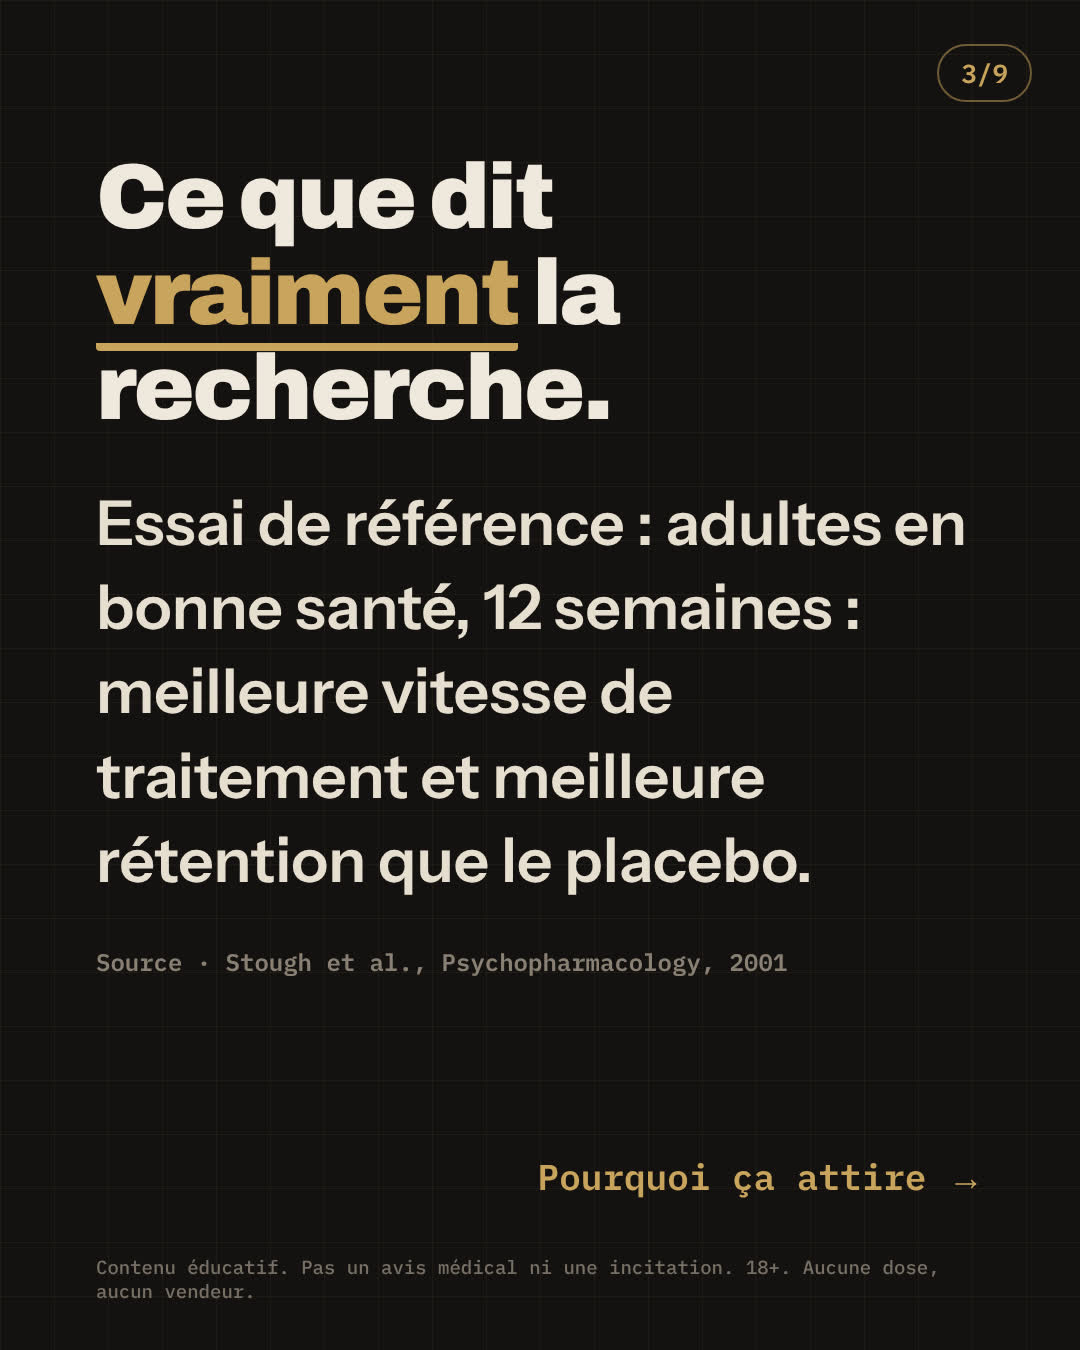 3/9
Ce que dit
vraiment la
recherche.
Essai de référence : adultes en
bonne santé, 12 semaines :
meilleure vitesse de
traitement et meilleure
rétention que le placebo.
Source · Stough et al., Psychopharmacology, 2001
Pourquoi ça attire →
Contenu éducatif. Pas un avis médical ni une incitation. 18+. Aucune dose,
aucun vendeur.